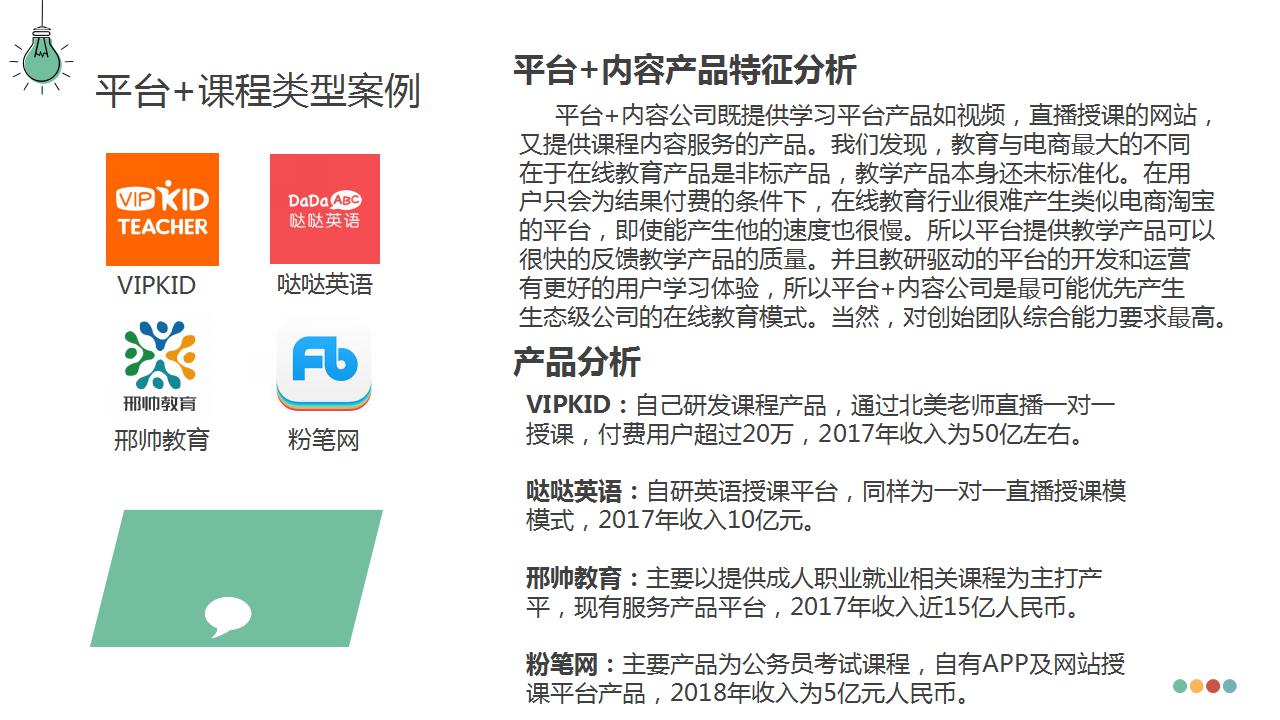 平台+课程类型案例
VIPKID
TEACHER
VIPKID
DaDaABC
哒哒英语
哒哒英语
邢帅教育
邢帅教育
Fb
粉笔网
平台+内容产品特征分析
平台+内容公司既提供学习平台产品如视频，直播授课的网站，
又提供课程内容服务的产品。我们发现，教育与电商最大的不同
在于在线教育产品是非标产品，教学产品本身还未标准化。在用
户只会为结果付费的条件下，在线教育行业很难产生类似电商淘宝
的平台，即使能产生他的速度也很慢。所以平台提供教学产品可以
很快的反馈教学产品的质量。并且教研驱动的平台的开发和运营
有更好的用户学习体验，所以平台+内容公司是最可能优先产生
生态级公司的在线教育模式。当然，对创始团队综合能力要求最高。
产品分析
VIPKID：自己研发课程产品，通过北美老师直播一对一
授课，付费用户超过20万，2017年收入为50亿左右。
哒哒英语：自研英语授课平台，同样为一对一直播授课模
模式，2017年收入10亿元。
邢帅教育：主要以提供成人职业就业相关课程为主打产
平，现有服务产品平台，2017年收入近15亿人民币。
粉笔网：主要产品为公务员考试课程，自有APP及网站授
课平台产品，2018年收入为5亿元人民币。